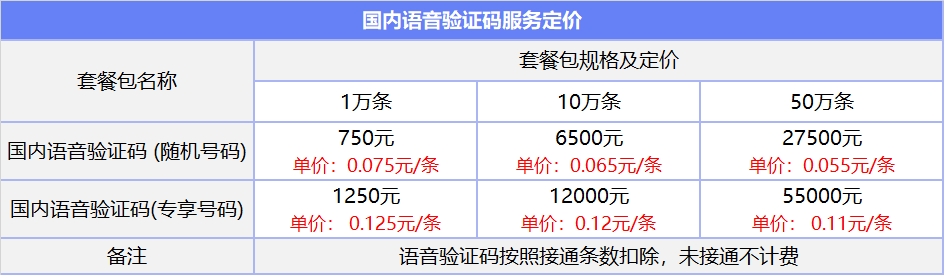 国内语音验证码服务定价
套餐包名称
套餐包规格及定价
1万条
10万条
50万条
国内语音验证码 (随机号码)
750元
单价：0.075元/条
6500元
单价：0.065元/条
27500元
单价：0.055元/条
国内语音验证码(专享号码)
1250元
单价：0.125元/条
12000元
单价：0.12元/条
55000元
单价： 0.11元/条
备注
语音验证码按照接通条数扣除，未接通不计费